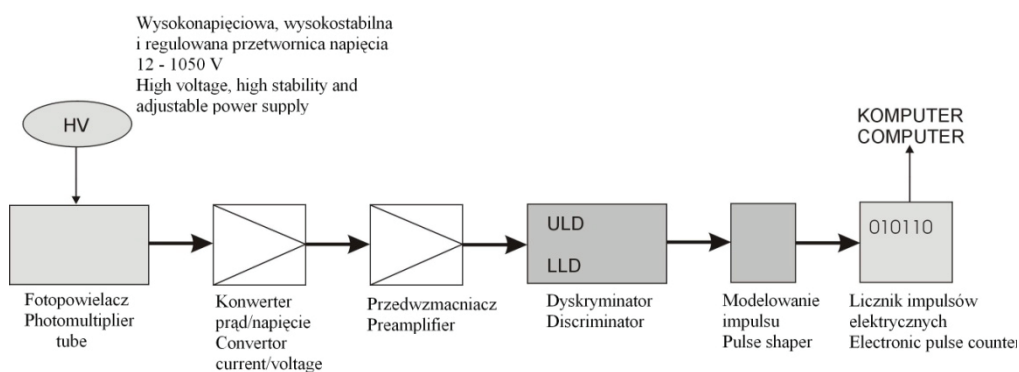 Wysokonapięciowa, wysokostabilna
i regulowana przetwornica napięcia
12 - 1050 V
High voltage, high stability and
adjustable power supply
HV
KOMPUTER
COMPUTER
ULD
LLD
010110
Fotopowielacz
Photomultiplier
tube
Konwerter
prąd/napięcie
Convertor
current/voltage
Przedwzmacniacz
Preamplifier
Dyskryminator
Discriminator
Modelowanie
impulsu
Pulse shaper
Licznik impulsów
elektrycznych
Electronic pulse counter